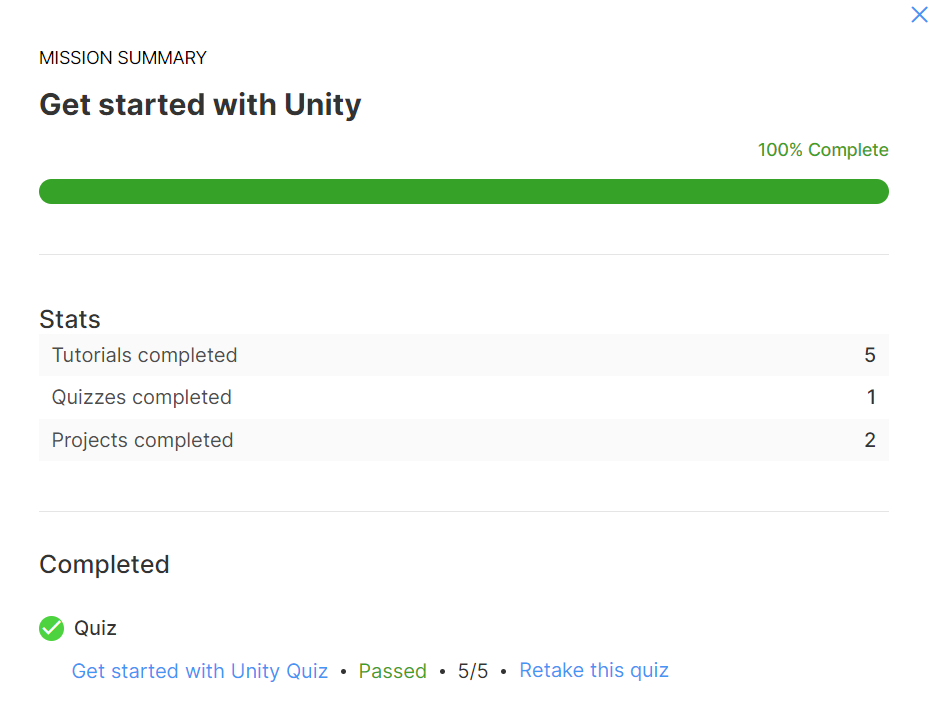 MISSION SUMMARY
Get started with Unity
100% Complete
Stats
Tutorials completed 5
Quizzes completed 1
Projects completed 2
Completed
Quiz
Get started with Unity Quiz • Passed • 5/5 • Retake this quiz